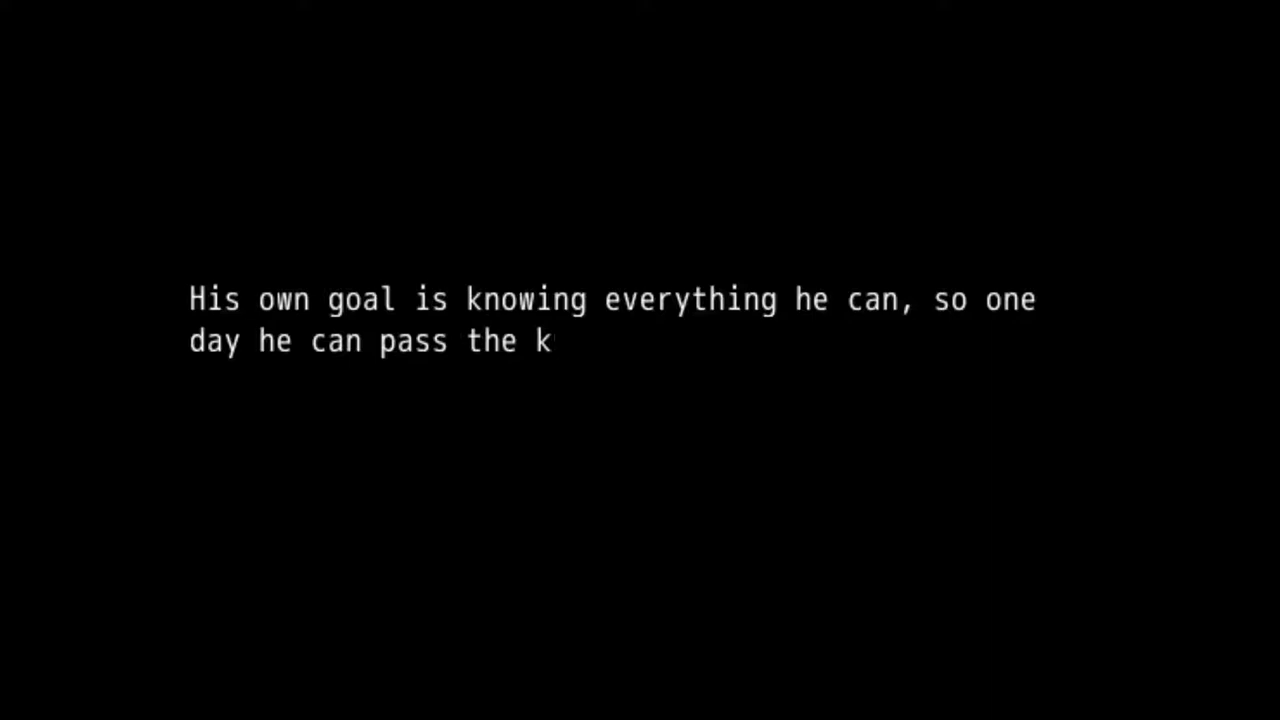 His own goal is knowing everything he can, so one
day he can pass the k